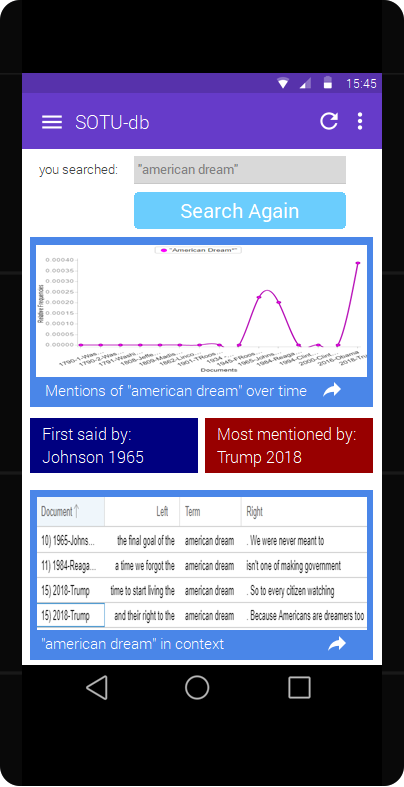 15:45
SOTU-db
you searched:
"american dream"
Search Again
"American Dream*"
0.00040
0.00035
0.00030
0.00025
0.00020
0.00015
0.00010
0.00005
0.00000
Relative Frequencies
1790-1-Was...
1790-2-Was...
1791-Washi...
1808-Jeffe...
1809-Madis...
1862-Linco...
1901-TRoos...
1934 ...
1945-FRoos...
1965-Johns...
1984-Reaga...
1994-Clint...
2000-Clint...
2016-Obama
2018-Tru
Documents
Mentions of "american dream" over time
First said by:
Johnson 1965
Most mentioned by:
Trump 2018
Document Left Term Right
10) 1965-Johns... the final goal of the american dream . We were never meant to
11) 1984-Reaga... a time we forgot the american dream isn't one of making government
15) 2018-Trump time to start living the american dream . So to every citizen watching
15) 2018-Trump and their right to the american dream . Because Americans are dreamers too
"american dream" in context